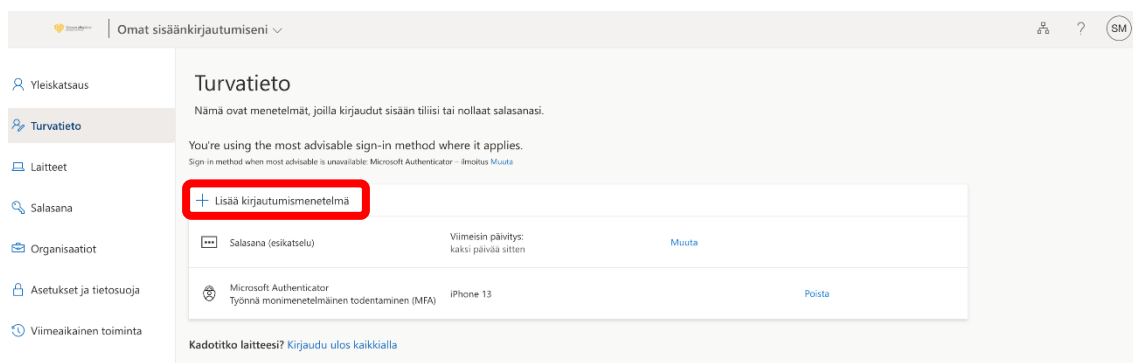 Omat sisäänkirjautumiseni
?
SM
Yleiskatsaus
Turvatieto
Laitteet
Salasana
Organisaatiot
Asetukset ja tietosuoja
Viimeaikainen toiminta
Turvatieto
Nämä ovat menetelmät, joilla kirjaudut sisään tiliisi tai nollaat salasanasi.
You're using the most advisable sign-in method where it applies.
Sign-in method when most advisable is unavailable: Microsoft Authenticator – ilmoitus Muuta
+ Lisää kirjautumismenetelmä
Salasana (esikatselu)
Viimeisin päivitys:
kaksi päivää sitten
Muuta
Microsoft Authenticator
Työnnä monimenetelmäinen todentaminen (MFA)
iPhone 13
Poista
Kadotitko laitteesi? Kirjaudu ulos kaikkialla